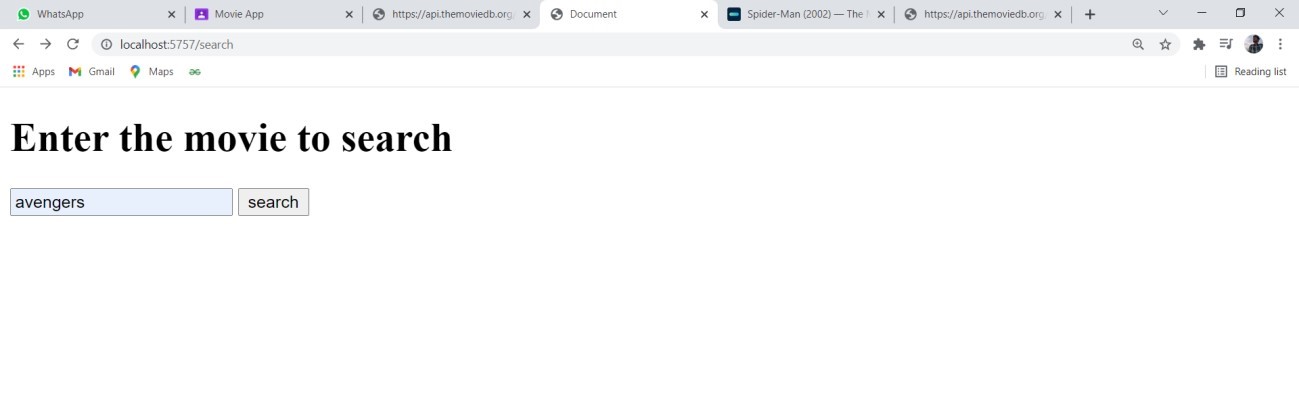 WhatsApp
Movie App
https://api.themoviedb.org
Document
Spider-Man (2002) — The
https://api.themoviedb.org
localhost:5757/search
Apps Gmail Maps Reading list
Enter the movie to search
avengers search